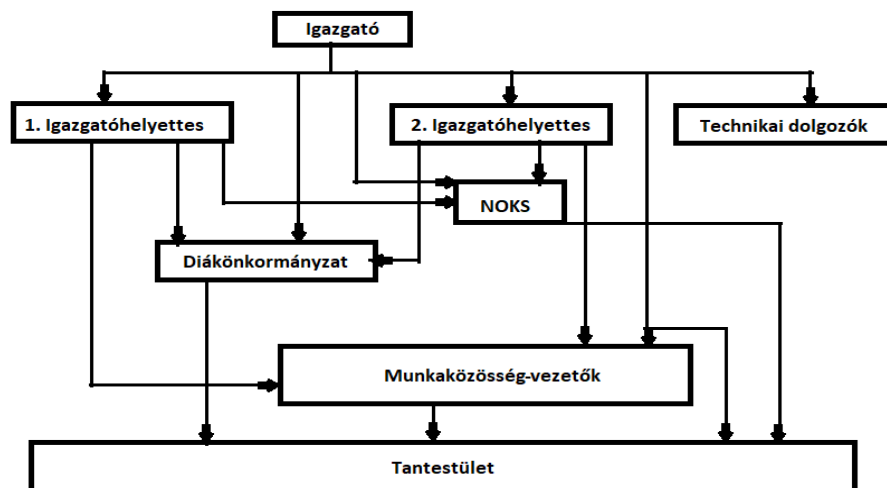 Igazgató
1. Igazgatóhelyettes
2. Igazgatóhelyettes
Technikai dolgozók
NOKS
Diákönkormányzat
Munkaközösség-vezetők
Tantestület